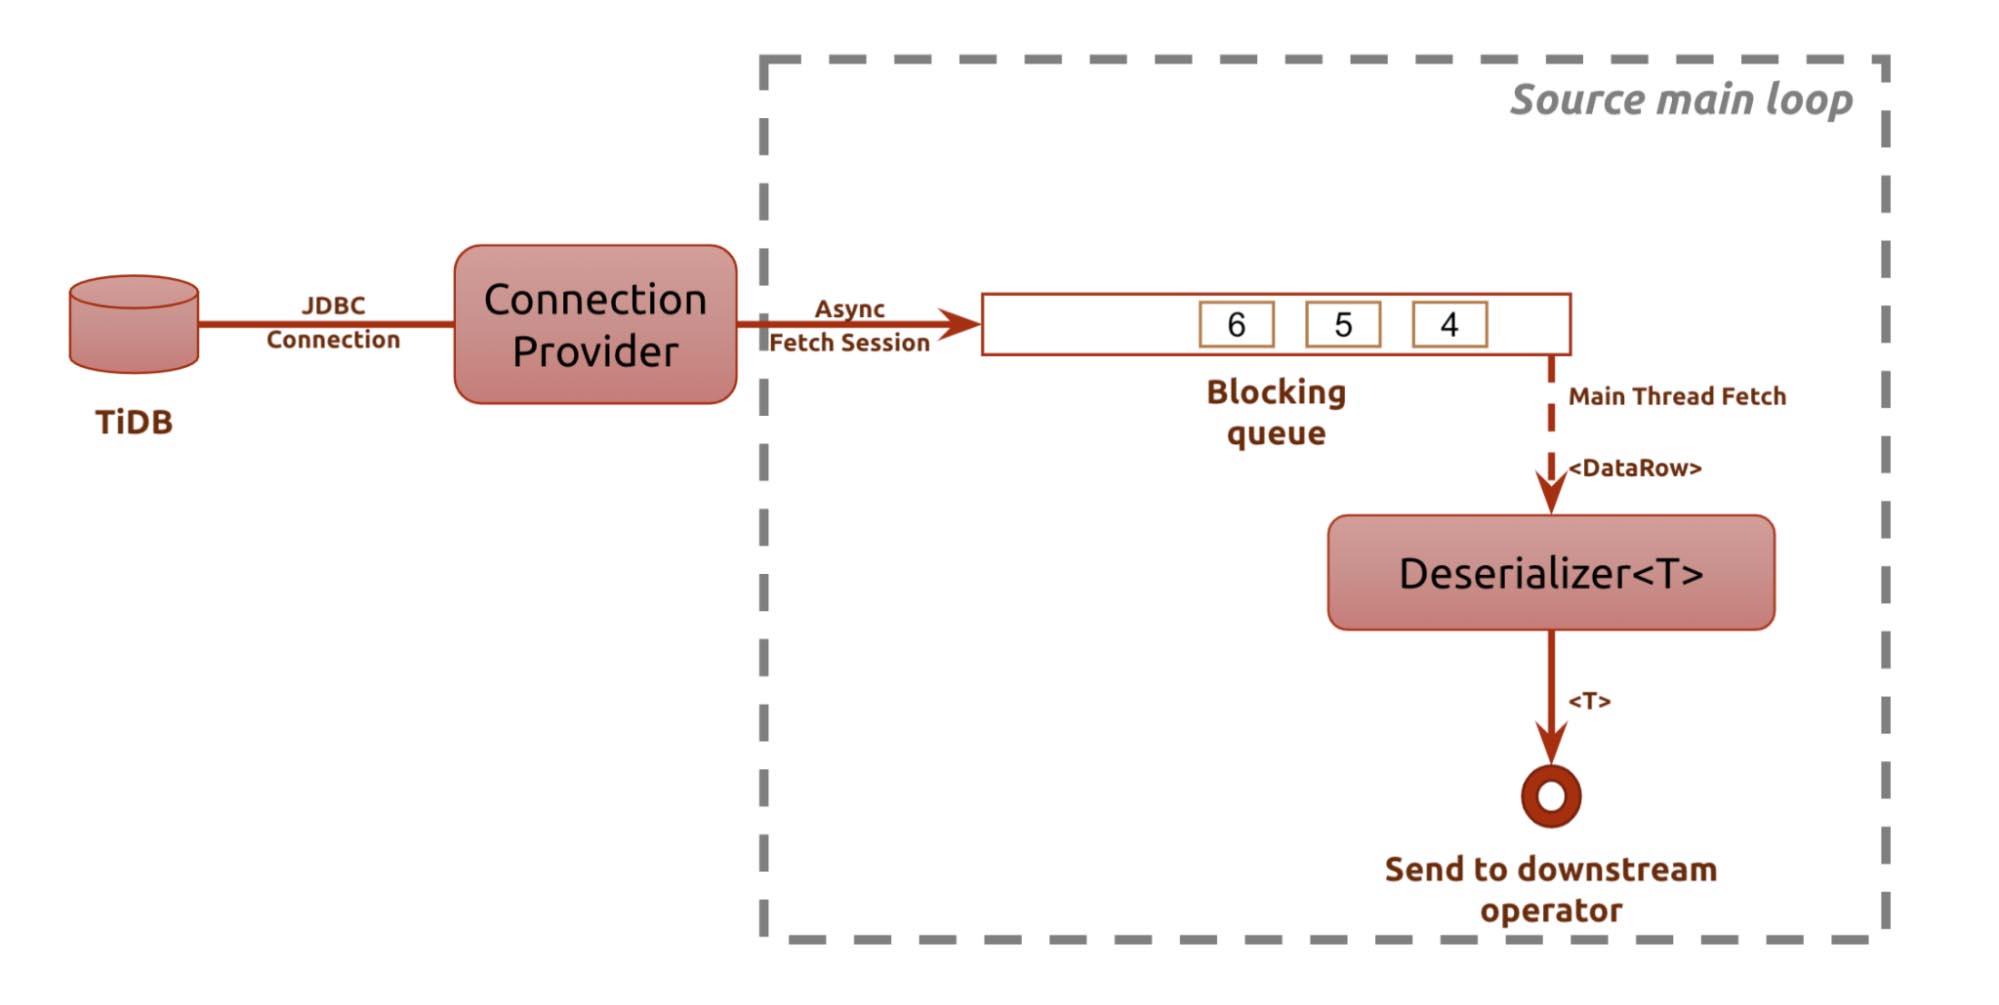 Source main loop
JDBC
Connection
TiDB
Connection
Provider
Async
Fetch Session
6 5 4
Blocking
queue
Main Thread Fetch
<DataRow>
Deserializer<T>
<T>
Send to downstream
operator